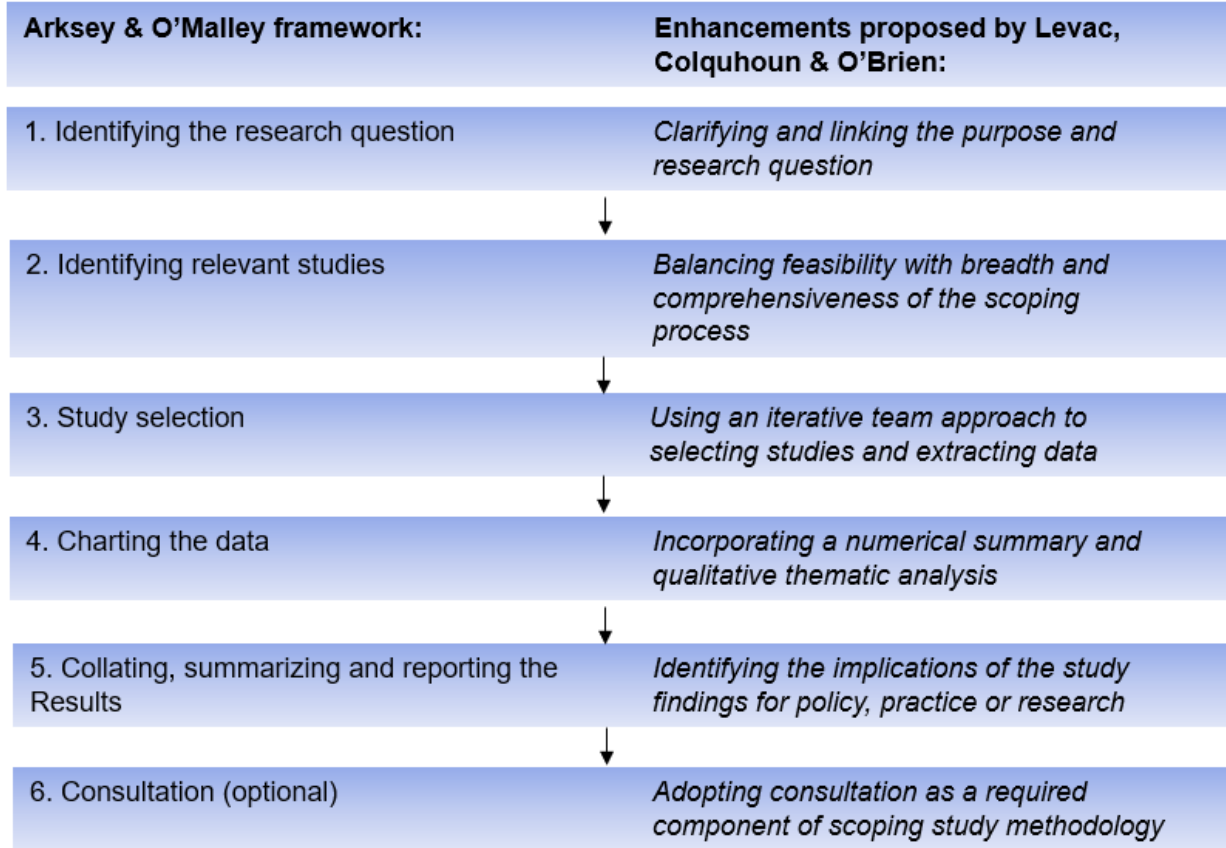 Arksey & O’Malley framework:
Enhancements proposed by Levac,
Colquhoun & O’Brien:
1. Identifying the research question
Clarifying and linking the purpose and
research question
2. Identifying relevant studies
Balancing feasibility with breadth and
comprehensiveness of the scoping
process
3. Study selection
Using an iterative team approach to
selecting studies and extracting data
4. Charting the data
Incorporating a numerical summary and
qualitative thematic analysis
5. Collating, summarizing and reporting the
Results
Identifying the implications of the study
findings for policy, practice or research
6. Consultation (optional)
Adopting consultation as a required
component of scoping study methodology